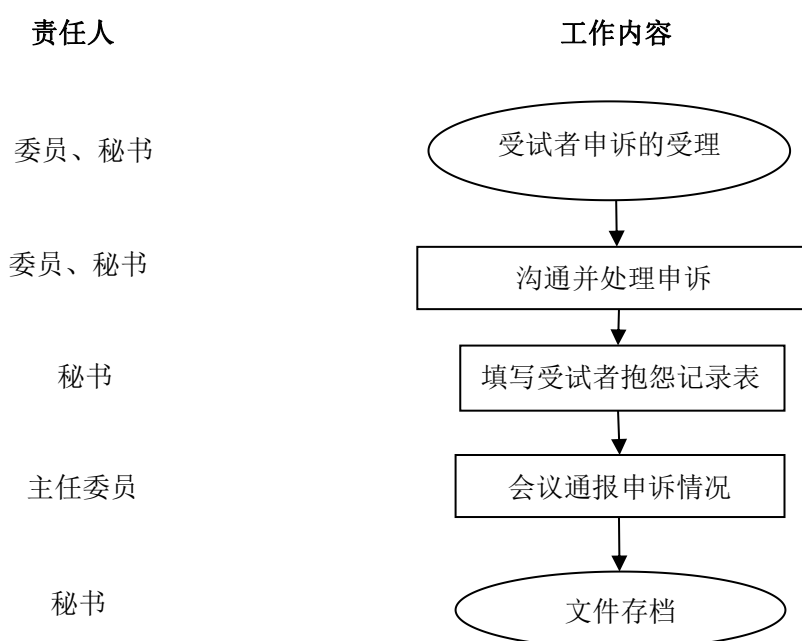 责任人 工作内容
委员、秘书 受试者申诉的受理
委员、秘书 沟通并处理申诉
秘书 填写受试者抱怨记录表
主任委员 会议通报申诉情况
秘书 文件存档